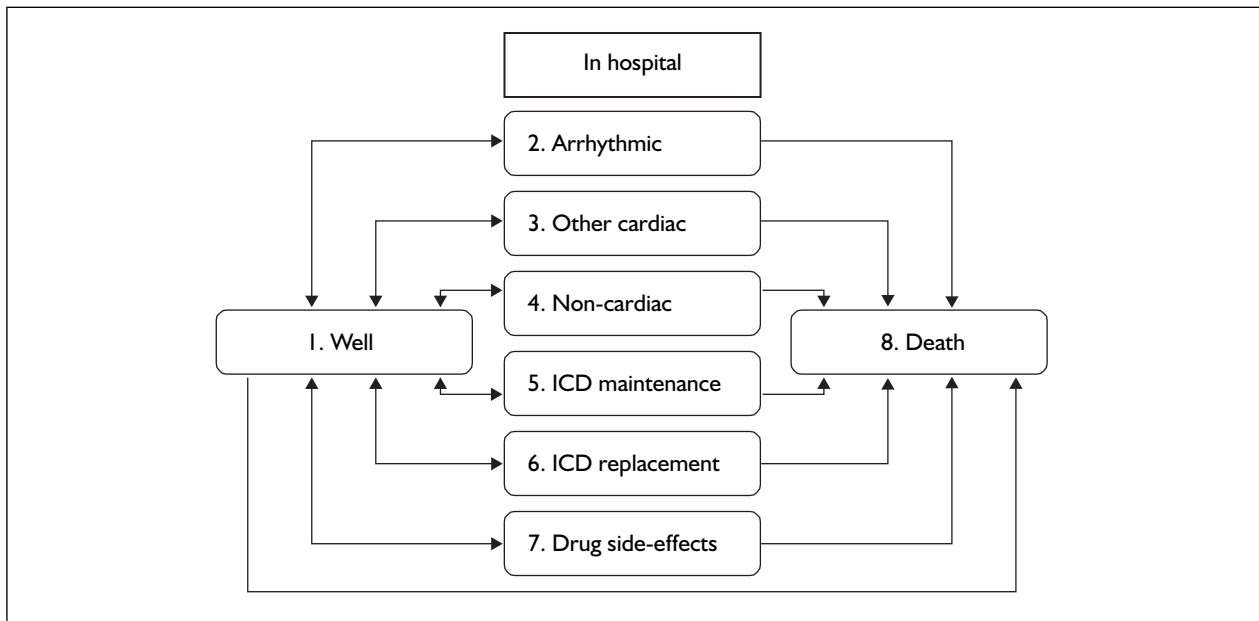 In hospital
2. Arrhythmic
3. Other cardiac
4. Non-cardiac
1. Well
8. Death
5. ICD maintenance
6. ICD replacement
7. Drug side-effects